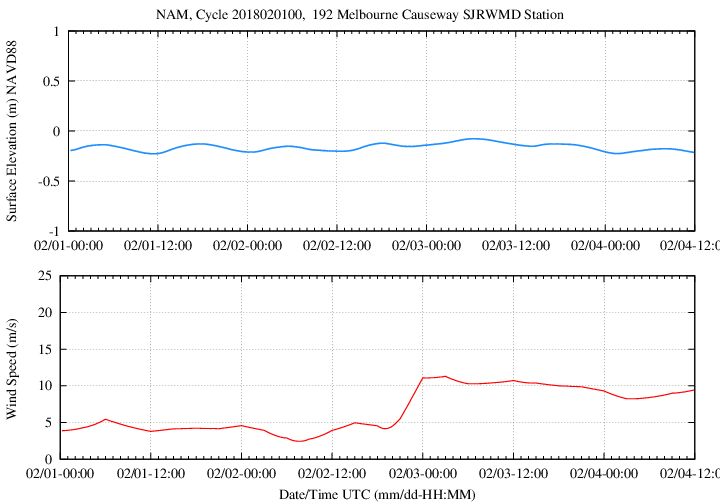 NAM, Cycle 2018020100,  192 Melbourne Causeway SJRWMD Station
Surface Elevation (m) NAVD88
1
0.5
0
-0.5
-1
02/01-00:00 02/01-12:00 02/02-00:00 02/02-12:00 02/03-00:00 02/03-12:00 02/04-00:00 02/04-12:0
Wind Speed (m/s)
25
20
15
10
5
0
02/01-00:00 02/01-12:00 02/02-00:00 02/02-12:00 02/03-00:00 02/03-12:00 02/04-00:00 02/04-12:0
Date/Time UTC (mm/dd-HH:MM)